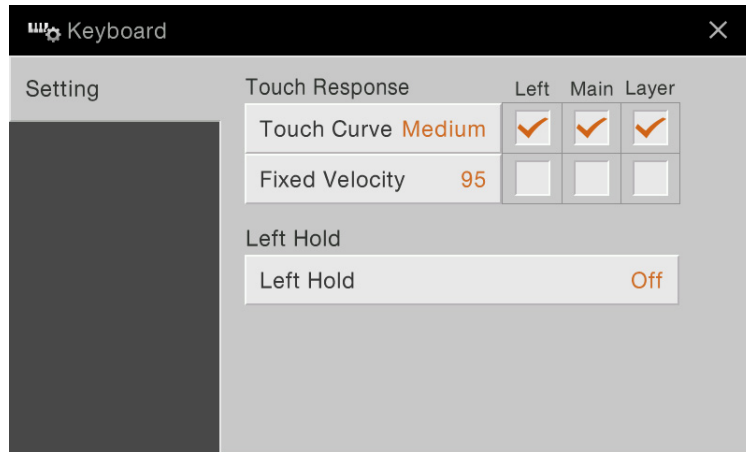 Keyboard
Setting
Touch Response Left Main Layer
Touch Curve Medium
Fixed Velocity 95
Left Hold
Left Hold Off